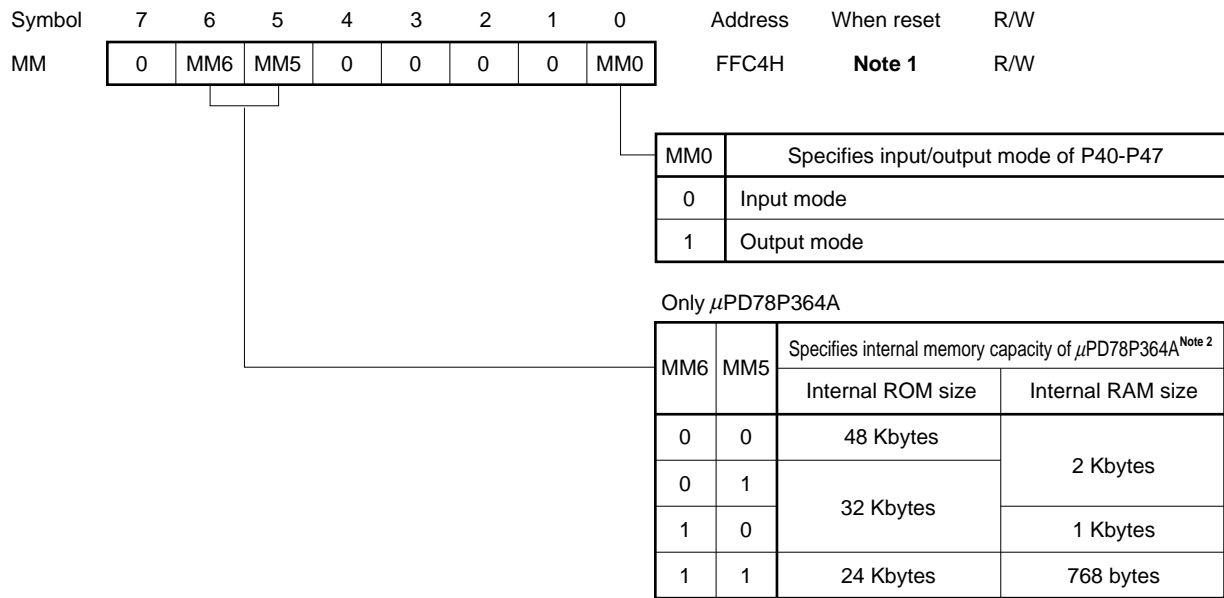 Symbol 7 6 5 4 3 2 1 0 Address When reset R/W
MM 0 MM6 MM5 0 0 0 0 MM0 FFC4H Note 1 R/W
MM0 Specifies input/output mode of P40-P47
0 Input mode
1 Output mode
Only μPD78P364A
MM6 MM5 Specifies internal memory capacity of μPD78P364A Note 2
Internal ROM size Internal RAM size
0 0 48 Kbytes 2 Kbytes
0 1 32 Kbytes
1 0 1 Kbytes
1 1 24 Kbytes 768 bytes